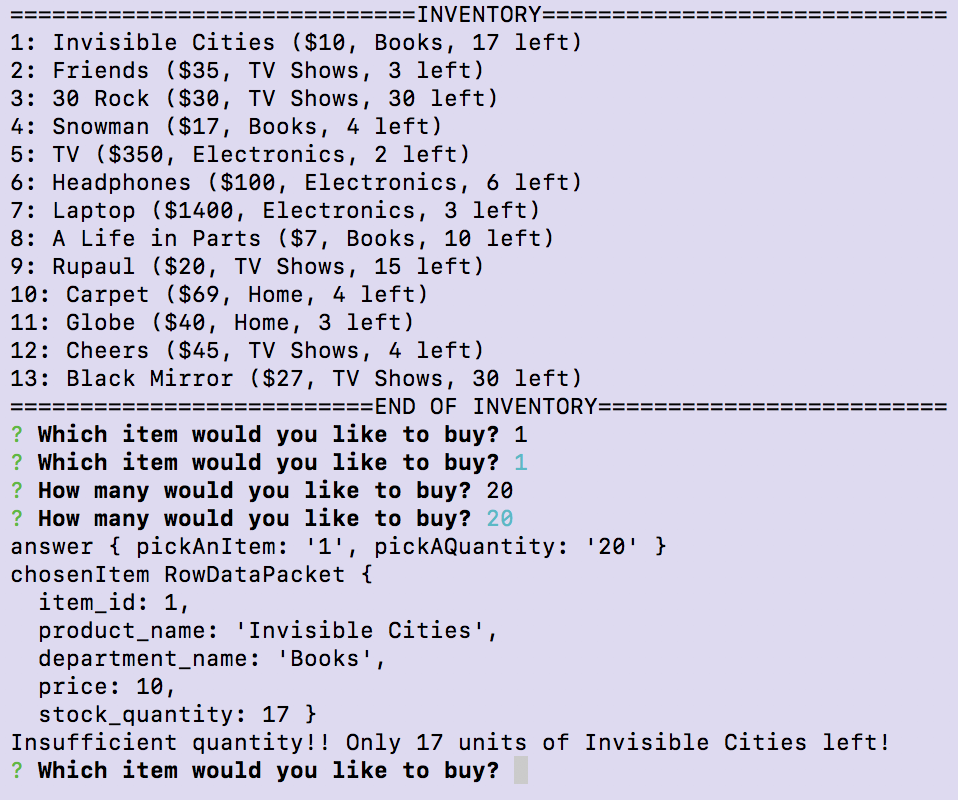 =============================INVENTORY=============================
1: Invisible Cities ($10, Books, 17 left)
2: Friends ($35, TV Shows, 3 left)
3: 30 Rock ($30, TV Shows, 30 left)
4: Snowman ($17, Books, 4 left)
5: TV ($350, Electronics, 2 left)
6: Headphones ($100, Electronics, 6 left)
7: Laptop ($1400, Electronics, 3 left)
8: A Life in Parts ($7, Books, 10 left)
9: Rupaul ($20, TV Shows, 15 left)
10: Carpet ($69, Home, 4 left)
11: Globe ($40, Home, 3 left)
12: Cheers ($45, TV Shows, 4 left)
13: Black Mirror ($27, TV Shows, 30 left)
==========================END OF INVENTORY=========================
? Which item would you like to buy? 1
? Which item would you like to buy? 1
? How many would you like to buy? 20
? How many would you like to buy? 20
answer { pickAnItem: '1', pickAQuantity: '20' }
chosenItem RowDataPacket {
  item_id: 1,
  product_name: 'Invisible Cities',
  department_name: 'Books',
  price: 10,
  stock_quantity: 17 }
Insufficient quantity!! Only 17 units of Invisible Cities left!
? Which item would you like to buy?